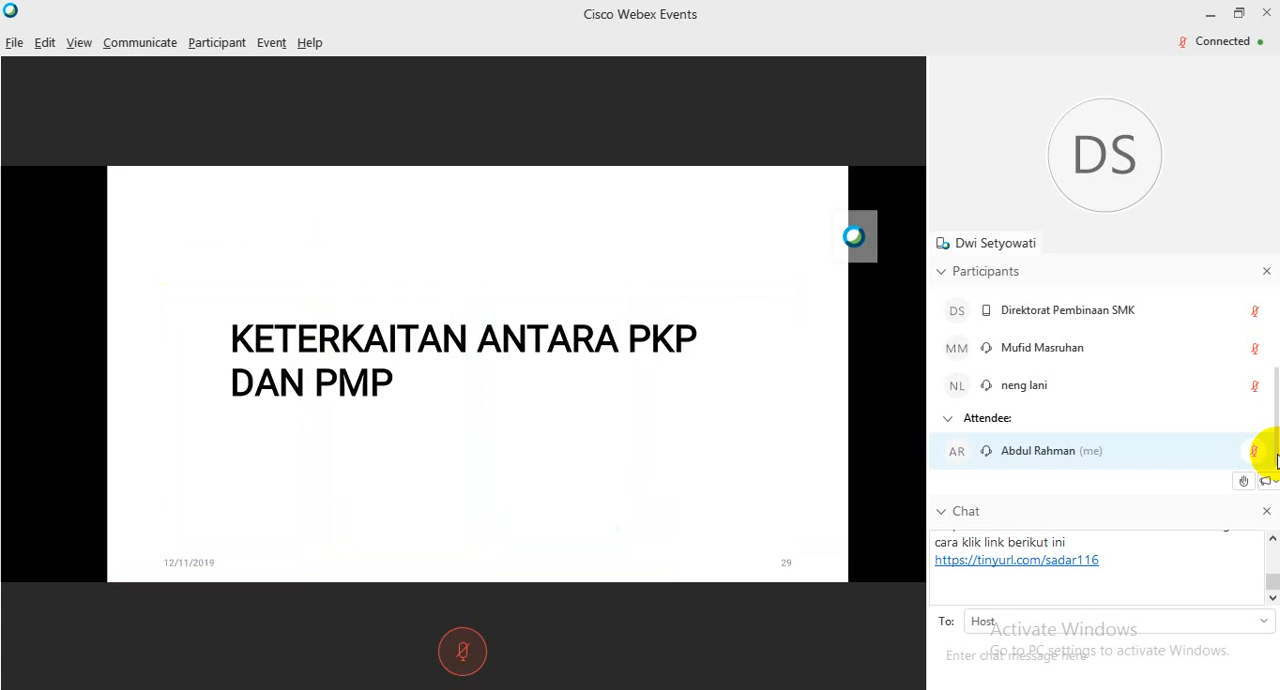 Cisco Webex Events
File Edit View Communicate Participant Event Help
Connected
DS
Dwi Setyowati
Participants
DS Direktorat Pembinaan SMK
MM Mufid Masruhan
NL neng lani
Attendee:
AR Abdul Rahman (me)
KETERKAITAN ANTARA PKP
DAN PMP
12/11/2019
29
Chat
cara klik link berikut ini
https://tinyurl.com/sadar116
To: Host
Activate Windows
Go to PC settings to activate Windows.
Enter chat message here